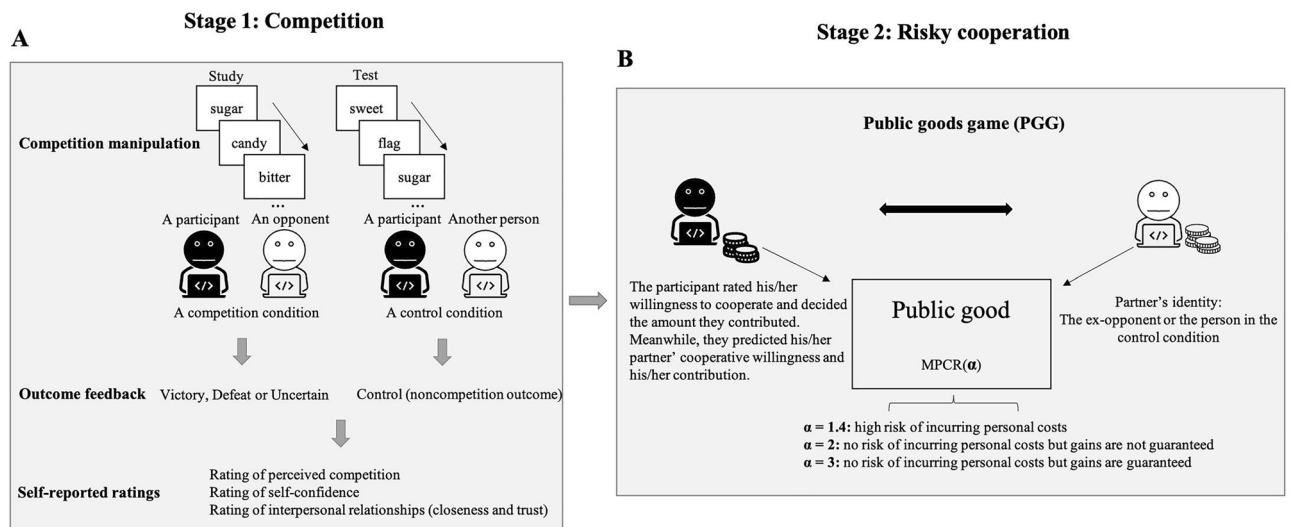 Stage 1: Competition
A
Study
Test
sugar
candy
bitter
...
sweet
flag
sugar
...
Competition manipulation
A participant
An opponent
A participant
Another person
</>
</>
</>
</>
A competition condition
A control condition
Outcome feedback
Victory, Defeat or Uncertain
Control (noncompetition outcome)
Self-reported ratings
Rating of perceived competition
Rating of self-confidence
Rating of interpersonal relationships (closeness and trust)
Stage 2: Risky cooperation
B
Public goods game (PGG)
</>
</>
The participant rated his/her
willingness to cooperate and decided
the amount they contributed.
Meanwhile, they predicted his/her
partner’ cooperative willingness and
his/her contribution.
Public good
MPCR(α)
Partner’s identity:
The ex-opponent or the person in the
control condition
α = 1.4: high risk of incurring personal costs
α = 2: no risk of incurring personal costs but gains are not guaranteed
α = 3: no risk of incurring personal costs but gains are guaranteed